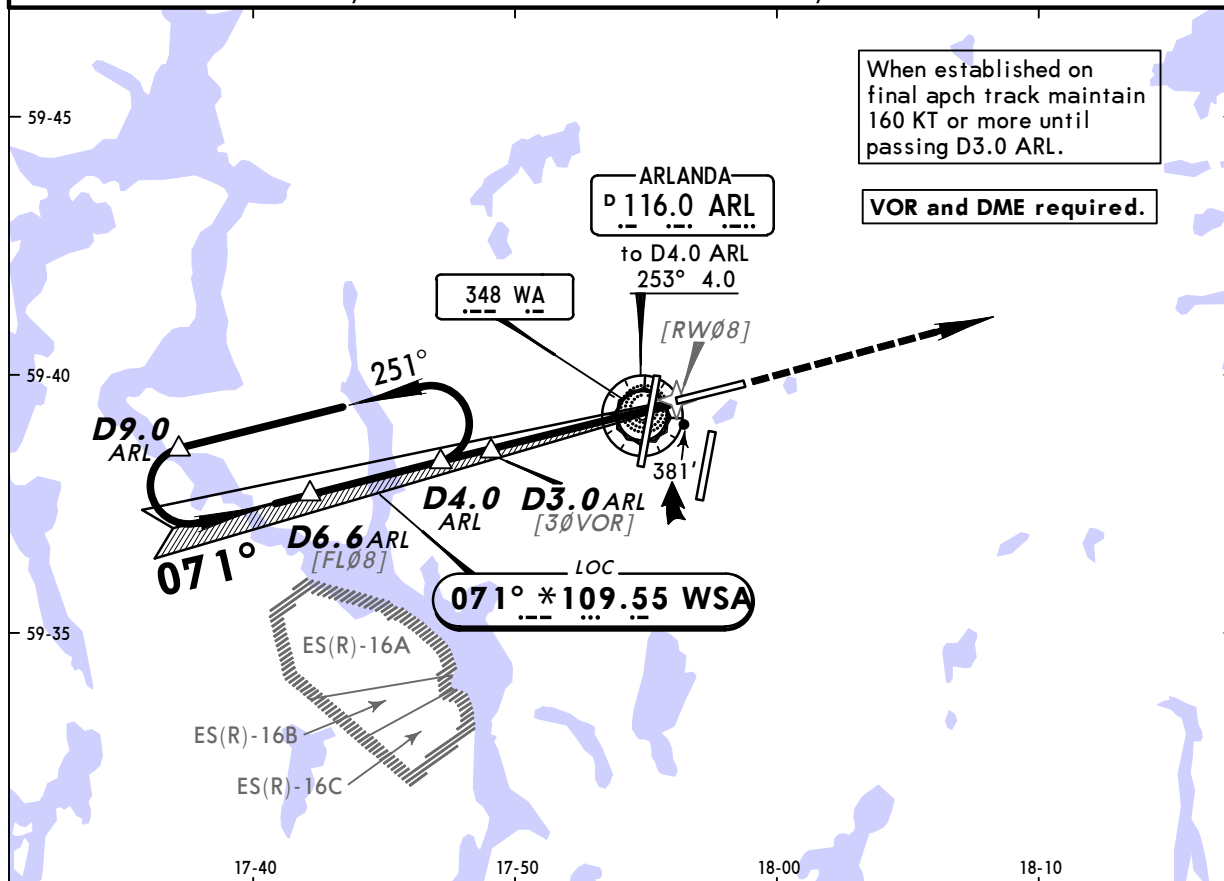 When established on
final apch track maintain
160 KT or more until
passing D3.0 ARL.
VOR and DME required.
59-45
ARLANDA
D 116.0 ARL
to D4.0 ARL
253° 4.0
348 WA
[RWØ8]
59-40
251°
D9.0
ARL
381'
D4.0
ARL
D3.0 ARL
[3ØVOR]
D6.6 ARL
[FLØ8]
071°
LOC
071° *109.55 WSA
59-35
ES(R)-16A
ES(R)-16B
ES(R)-16C
17-40
17-50
18-00
18-10